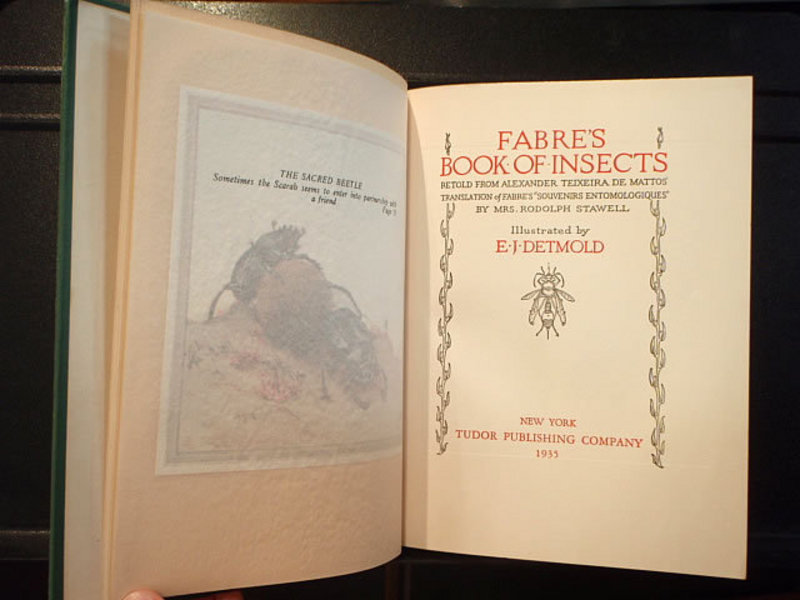 THE SACRED BEETLE
Sometimes the Scarab seems to enter into partnership with
a friend
Page
FABRE'S
BOOK·OF·INSECTS
RETOLD FROM ALEXANDER TEIXEIRA DE MATTOS'
TRANSLATION of FABRE'S "SOUVENIRS ENTOMOLOGIQUES"
BY MRS. RODOLPH STAWELL
Illustrated by
E·J·DETMOLD
NEW YORK
TUDOR PUBLISHING COMPANY
1935